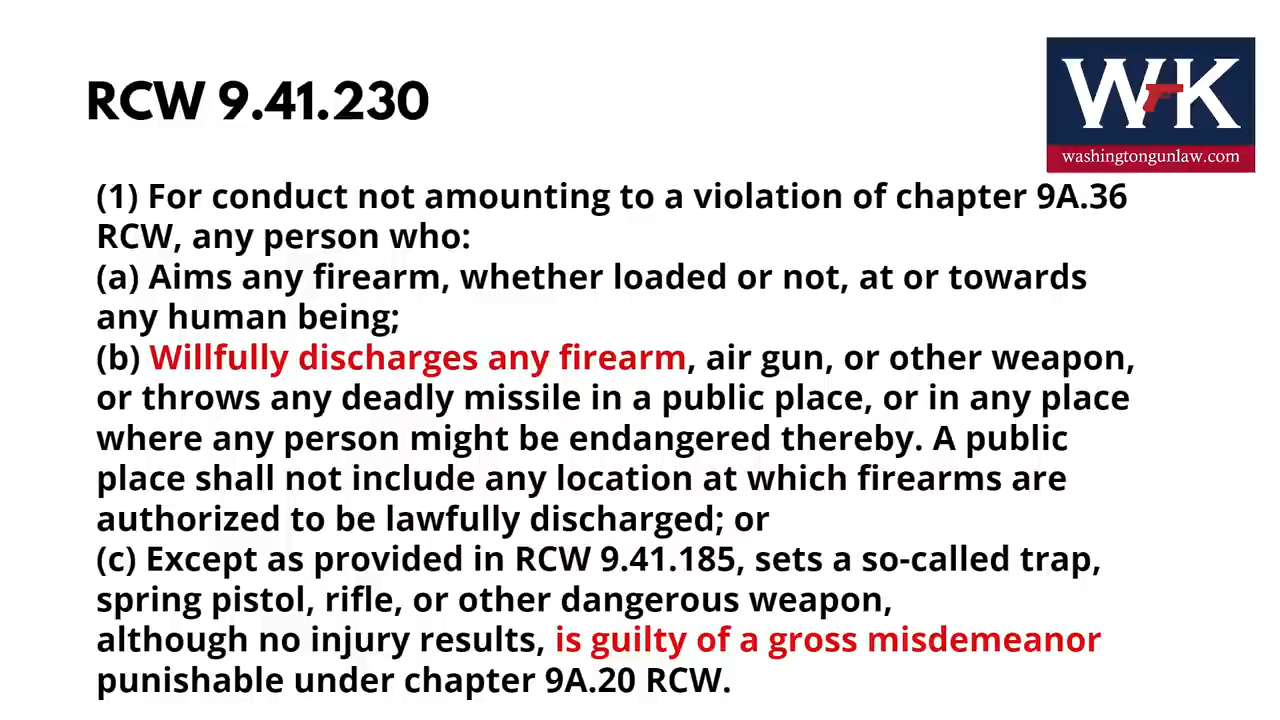 RCW 9.41.230
WK
washingtongunlaw.com
(1) For conduct not amounting to a violation of chapter 9A.36
RCW, any person who:
(a) Aims any firearm, whether loaded or not, at or towards
any human being;
(b) Willfully discharges any firearm, air gun, or other weapon,
or throws any deadly missile in a public place, or in any place
where any person might be endangered thereby. A public
place shall not include any location at which firearms are
authorized to be lawfully discharged; or
(c) Except as provided in RCW 9.41.185, sets a so-called trap,
spring pistol, rifle, or other dangerous weapon,
although no injury results, is guilty of a gross misdemeanor
punishable under chapter 9A.20 RCW.